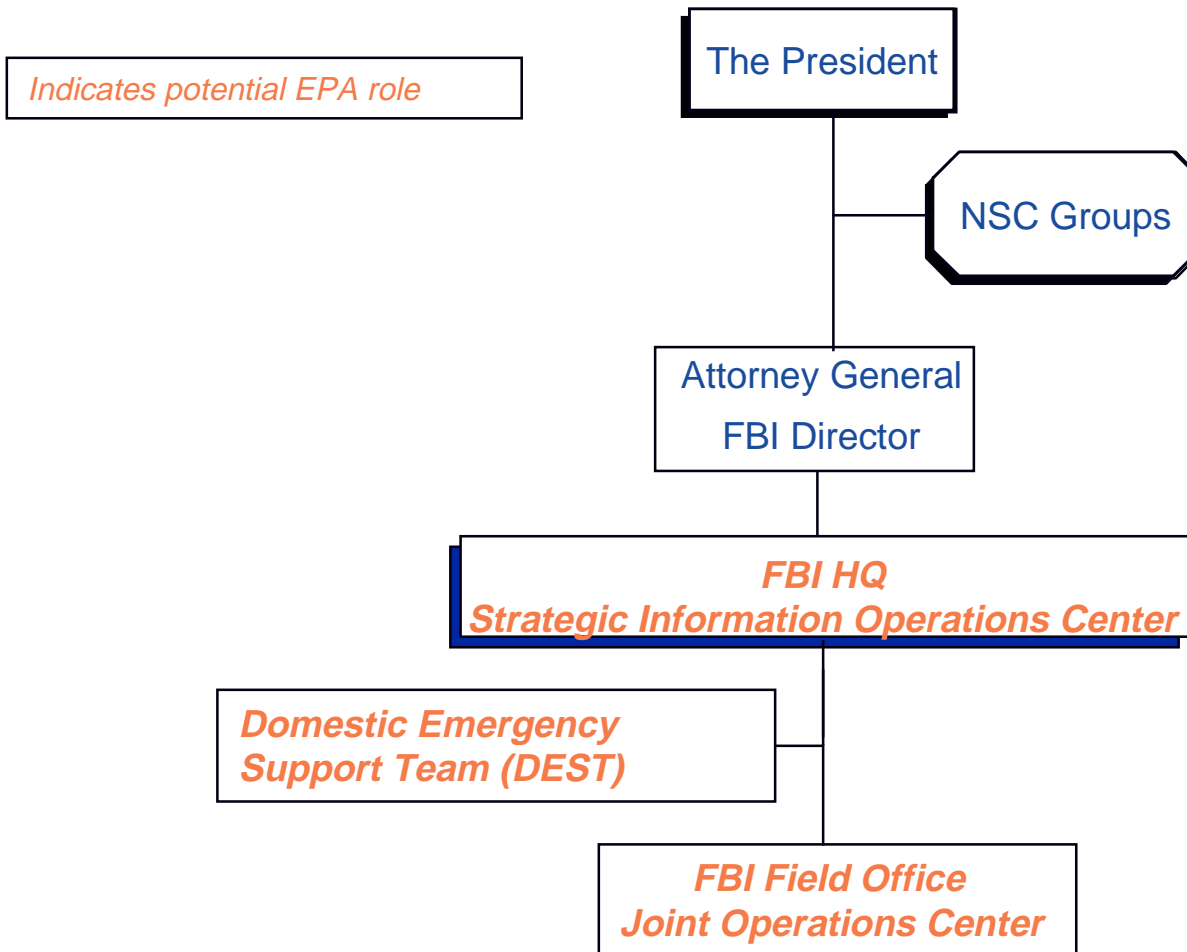 The President
Indicates potential EPA role
NSC Groups
Attorney General
FBI Director
FBI HQ
Strategic Information Operations Center
Domestic Emergency
Support Team (DEST)
FBI Field Office
Joint Operations Center